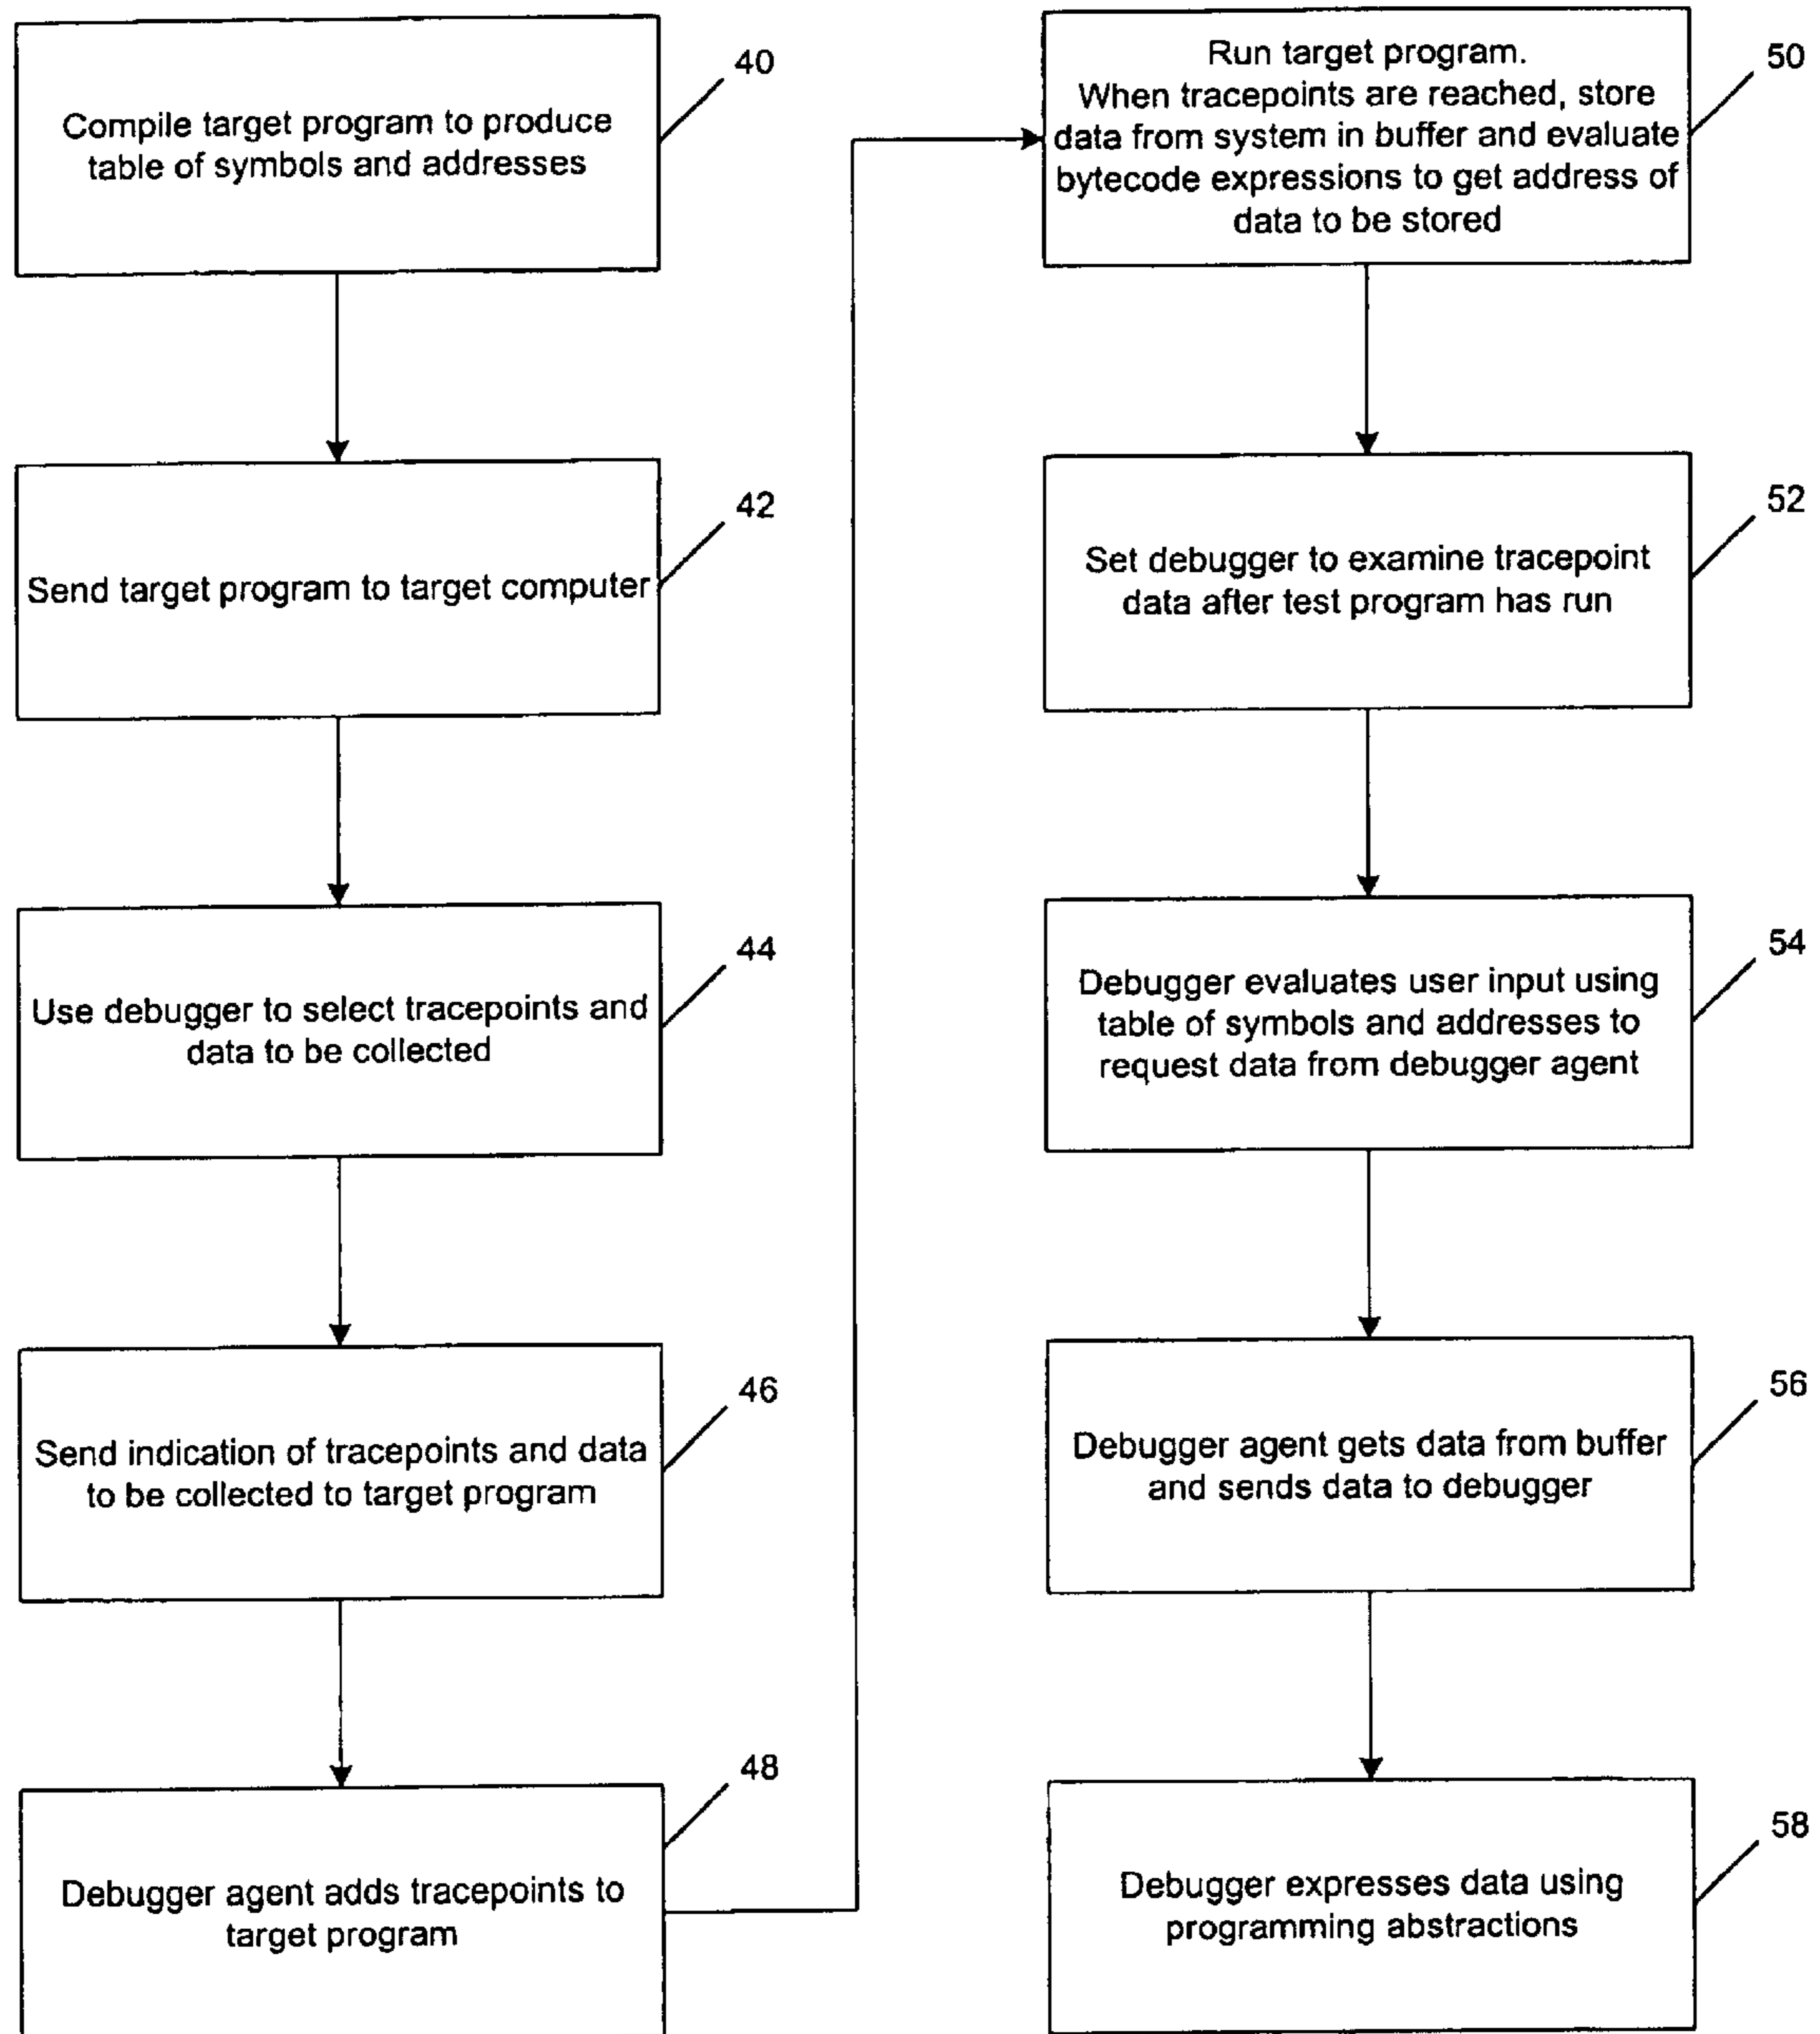 Compile target program to produce
table of symbols and addresses
40
Send target program to target computer
42
Use debugger to select tracepoints and
data to be collected
44
Send indication of tracepoints and data
to be collected to target program
46
Debugger agent adds tracepoints to
target program
48
Run target program.
When tracepoints are reached, store
data from system in buffer and evaluate
bytecode expressions to get address of
data to be stored
50
Set debugger to examine tracepoint
data after test program has run
52
Debugger evaluates user input using
table of symbols and addresses to
request data from debugger agent
54
Debugger agent gets data from buffer
and sends data to debugger
56
Debugger expresses data using
programming abstractions
58